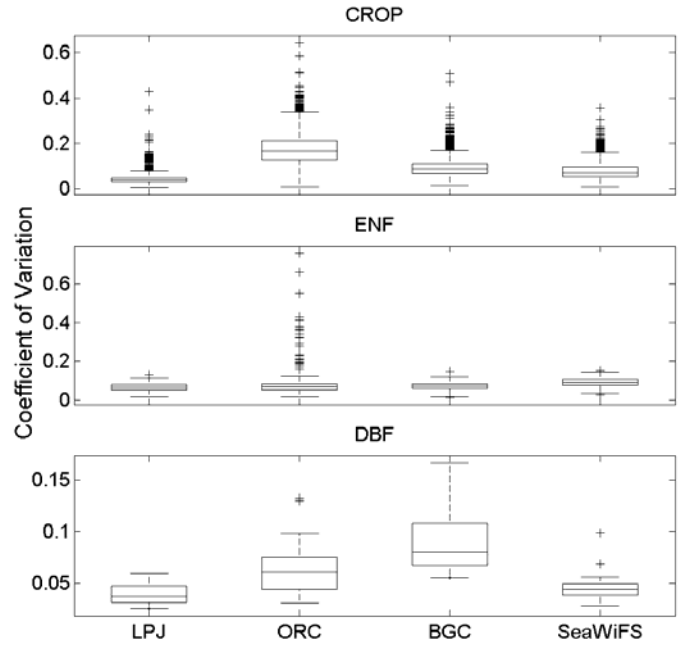 CROP
0.6
0.4
0.2
0
ENF
0.6
0.4
0.2
0
Coefficient of Variation
DBF
0.15
0.1
0.05
LPJ ORC BGC SeaWiFS